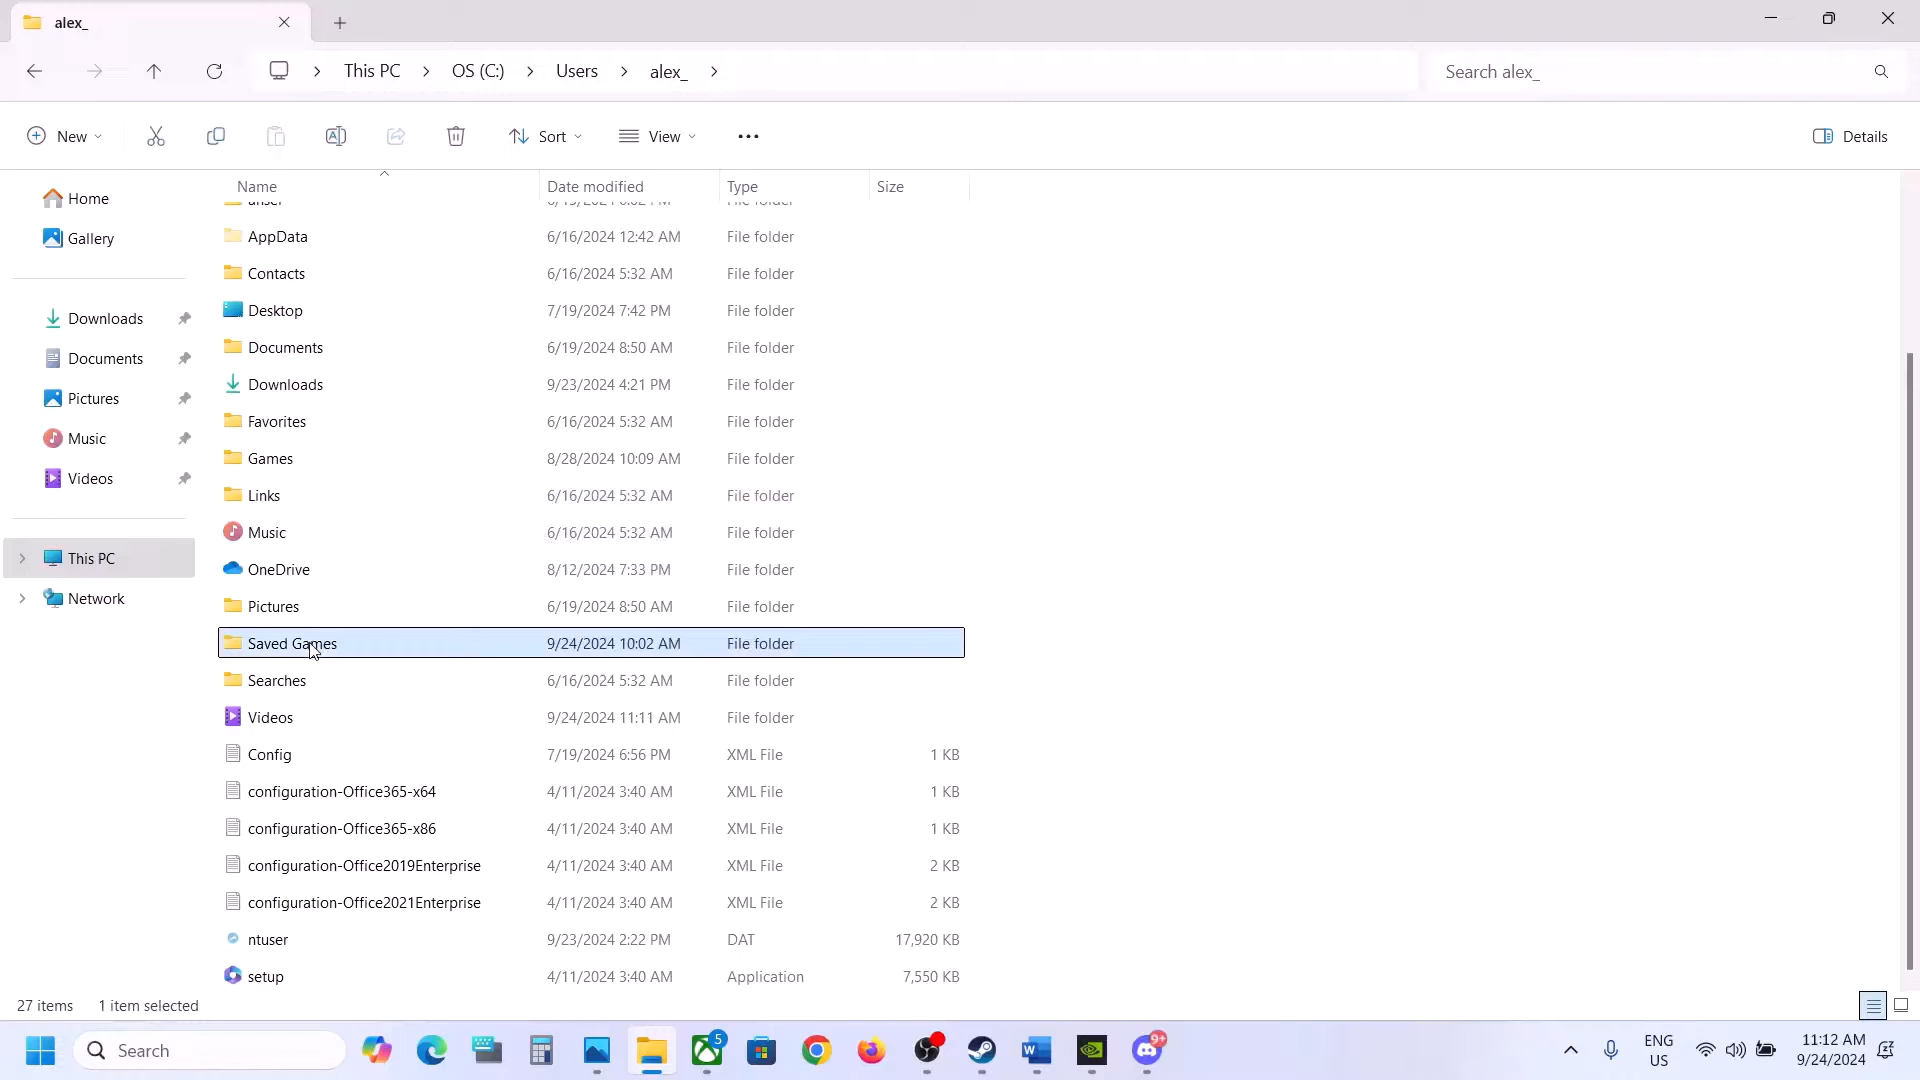 alex_
This PC
OS (C:)
Users
alex_
Search alex_
New
Sort
View
Details
Name
Date modified
Type
Size
Home
Gallery
Downloads
Documents
Pictures
Music
Videos
This PC
Network
AppData 6/16/2024 12:42 AM File folder
Contacts 6/16/2024 5:32 AM File folder
Desktop 7/19/2024 7:42 PM File folder
Documents 6/19/2024 8:50 AM File folder
Downloads 9/23/2024 4:21 PM File folder
Favorites 6/16/2024 5:32 AM File folder
Games 8/28/2024 10:09 AM File folder
Links 6/16/2024 5:32 AM File folder
Music 6/16/2024 5:32 AM File folder
OneDrive 8/12/2024 7:33 PM File folder
Pictures 6/19/2024 8:50 AM File folder
Saved Games 9/24/2024 10:02 AM File folder
Searches 6/16/2024 5:32 AM File folder
Videos 9/24/2024 11:11 AM File folder
Config 7/19/2024 6:56 PM XML File 1 KB
configuration-Office365-x64 4/11/2024 3:40 AM XML File 1 KB
configuration-Office365-x86 4/11/2024 3:40 AM XML File 1 KB
configuration-Office2019Enterprise 4/11/2024 3:40 AM XML File 2 KB
configuration-Office2021Enterprise 4/11/2024 3:40 AM XML File 2 KB
ntuser 9/23/2024 2:22 PM DAT 17,920 KB
setup 4/11/2024 3:40 AM Application 7,550 KB
27 items 1 item selected
Search
5
9+
ENG
US
11:12 AM
9/24/2024